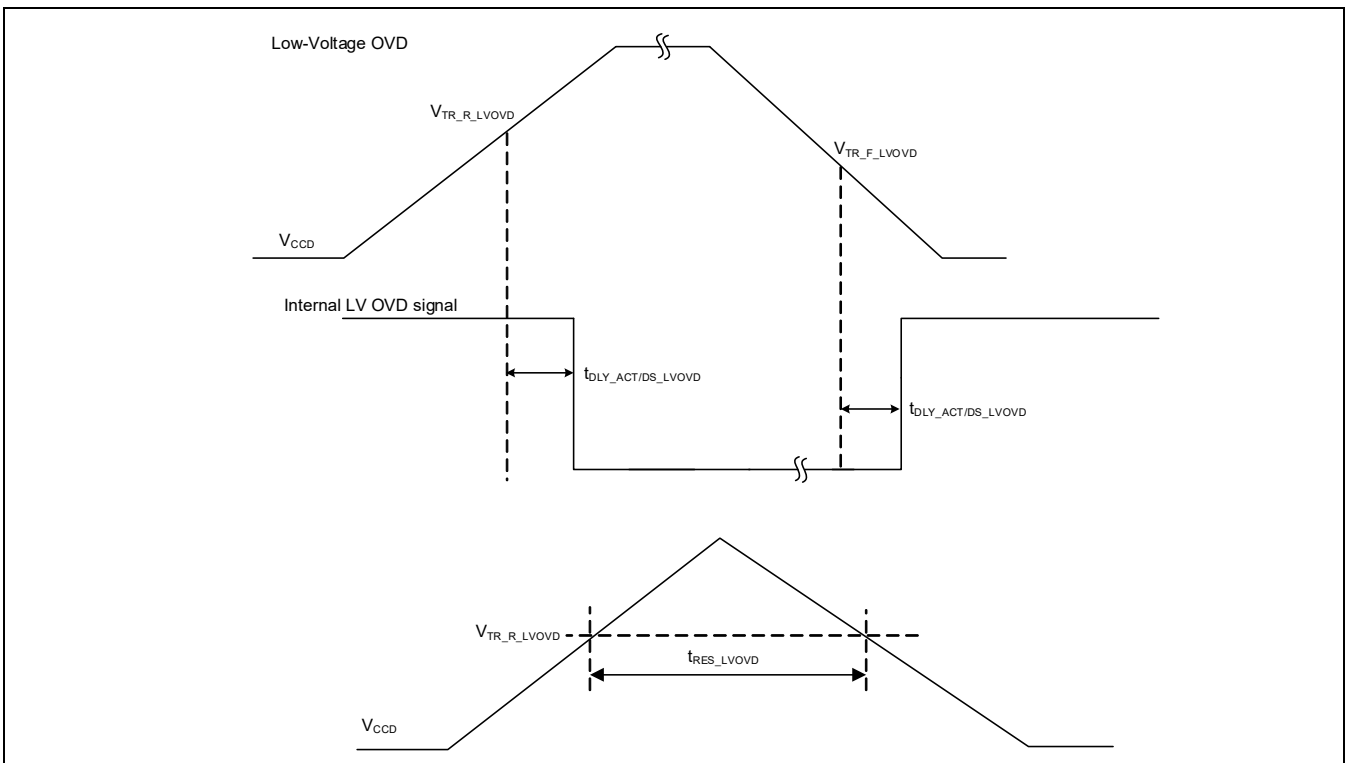 Low-Voltage OVD
VTR_R_LVOVD
VTR_F_LVOVD
VCCD
Internal LV OVD signal
tDLY_ACT/DS_LVOVD
tDLY_ACT/DS_LVOVD
VTR_R_LVOVD
tRES_LVOVD
VCCD